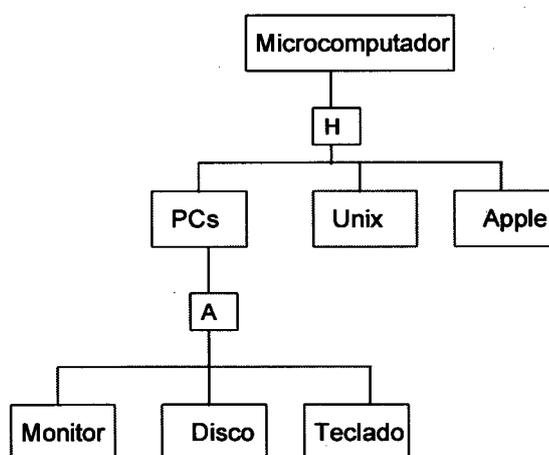 Microcomputador
H
PCs Unix Apple
A
Monitor Disco Teclado